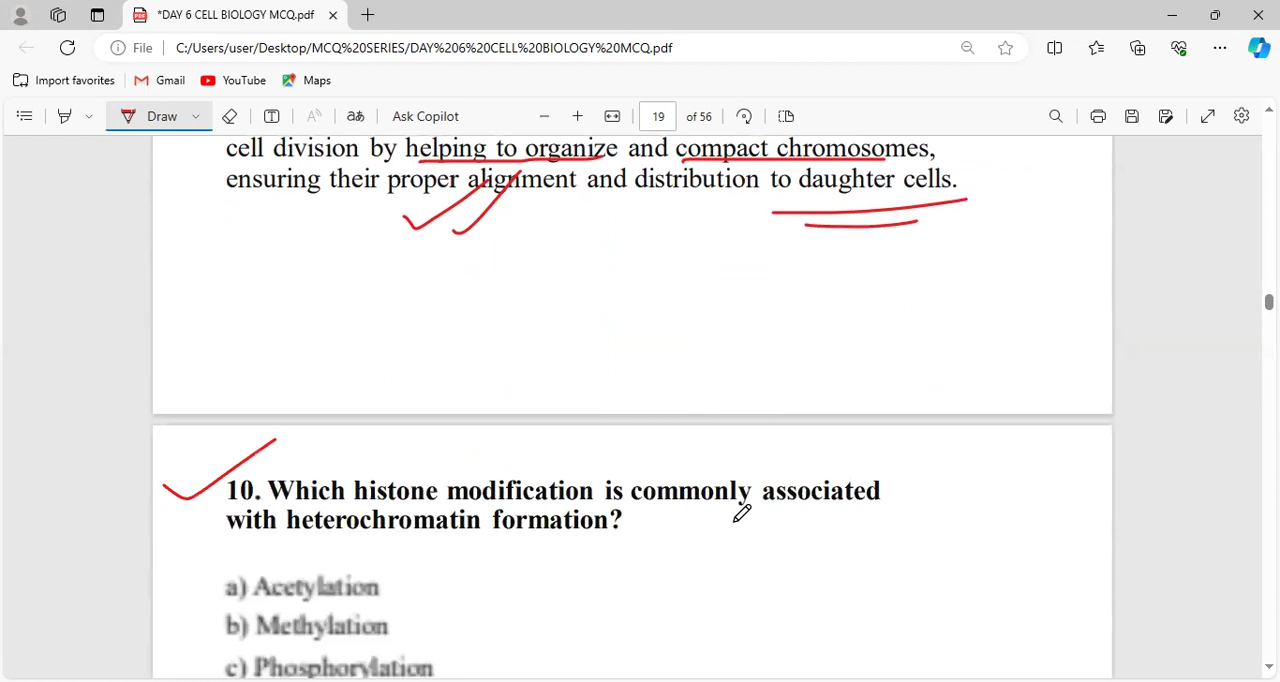 *DAY 6 CELL BIOLOGY MCQ.pdf
File C:/Users/user/Desktop/MCQ%20SERIES/DAY%206%20CELL%20BIOLOGY%20MCQ.pdf
Import favorites Gmail YouTube Maps
Draw Ask Copilot 19 of 56
cell division by helping to organize and compact chromosomes,
ensuring their proper alignment and distribution to daughter cells.
10. Which histone modification is commonly associated
with heterochromatin formation?
a) Acetylation
b) Methylation
c) Phosphorylation